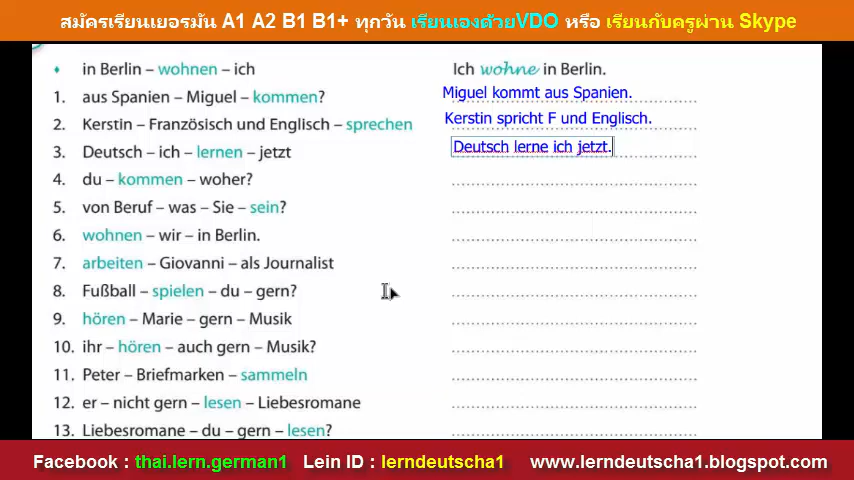 สมัครเรียนเยอรมัน A1 A2 B1 B1+ ทุกวัน เรียนเองด้วยVDO หรือ เรียนกับครูผ่าน Skype
♦ in Berlin – wohnen – ich Ich wohne in Berlin.
1. aus Spanien – Miguel – kommen? Miguel kommt aus Spanien.
2. Kerstin – Französisch und Englisch – sprechen Kerstin spricht F und Englisch.
3. Deutsch – ich – lernen – jetzt Deutsch lerne ich jetzt.
4. du – kommen – woher?
5. von Beruf – was – Sie – sein?
6. wohnen – wir – in Berlin.
7. arbeiten – Giovanni – als Journalist
8. Fußball – spielen – du – gern?
9. hören – Marie – gern – Musik
10. ihr – hören – auch gern – Musik?
11. Peter – Briefmarken – sammeln
12. er – nicht gern – lesen – Liebesromane
13. Liebesromane – du – gern – lesen?
Facebook : thai.lern.german1 Lein ID : lerndeutscha1 www.lerndeutscha1.blogspot.com